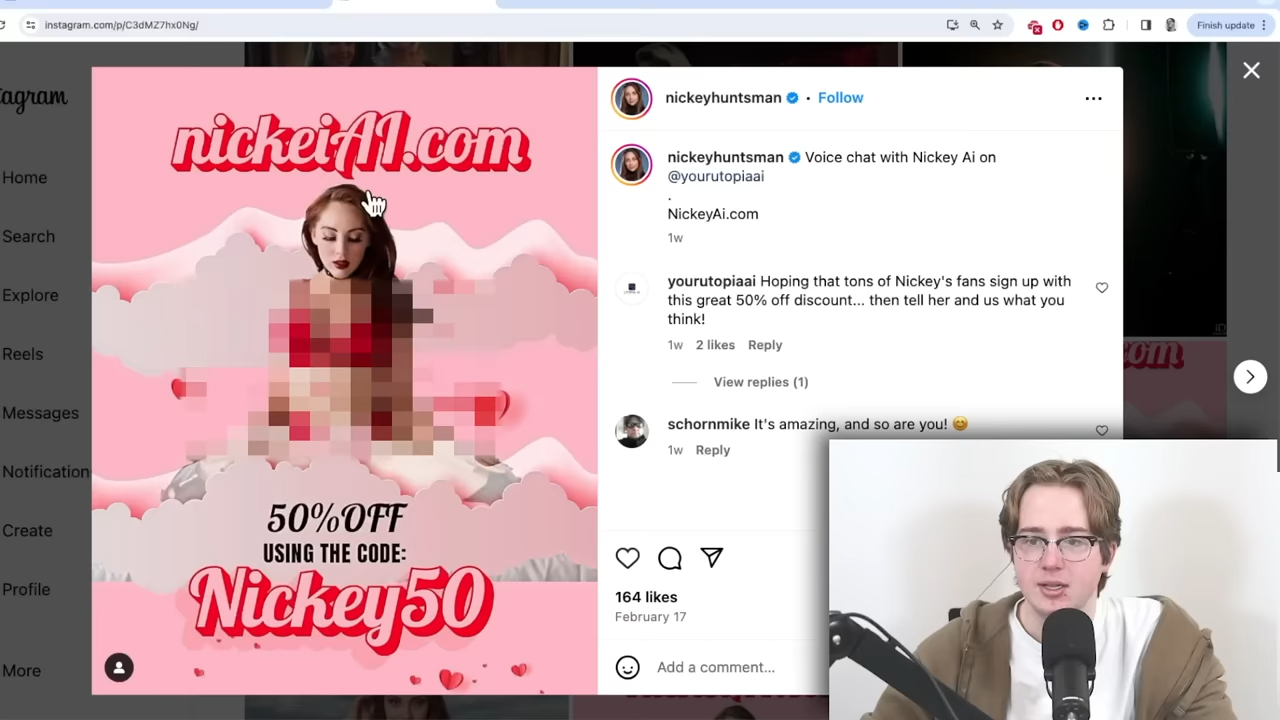 instagram.com/p/C3dMZ7hx0Ng/
Finish update
tagram
Home
Search
Explore
Reels
Messages
Notification
Create
Profile
More
nickeiAI.com
50%OFF
USING THE CODE:
Nickey50
nickeyhuntsman • Follow
nickeyhuntsman Voice chat with Nickey Ai on
@yourutopiaai
.
NickeyAi.com
1w
yourutopiaai Hoping that tons of Nickey's fans sign up with
this great 50% off discount... then tell her and us what you
think!
1w 2 likes Reply
View replies (1)
schornmike It's amazing, and so are you! 😊
1w Reply
164 likes
February 17
Add a comment...
com